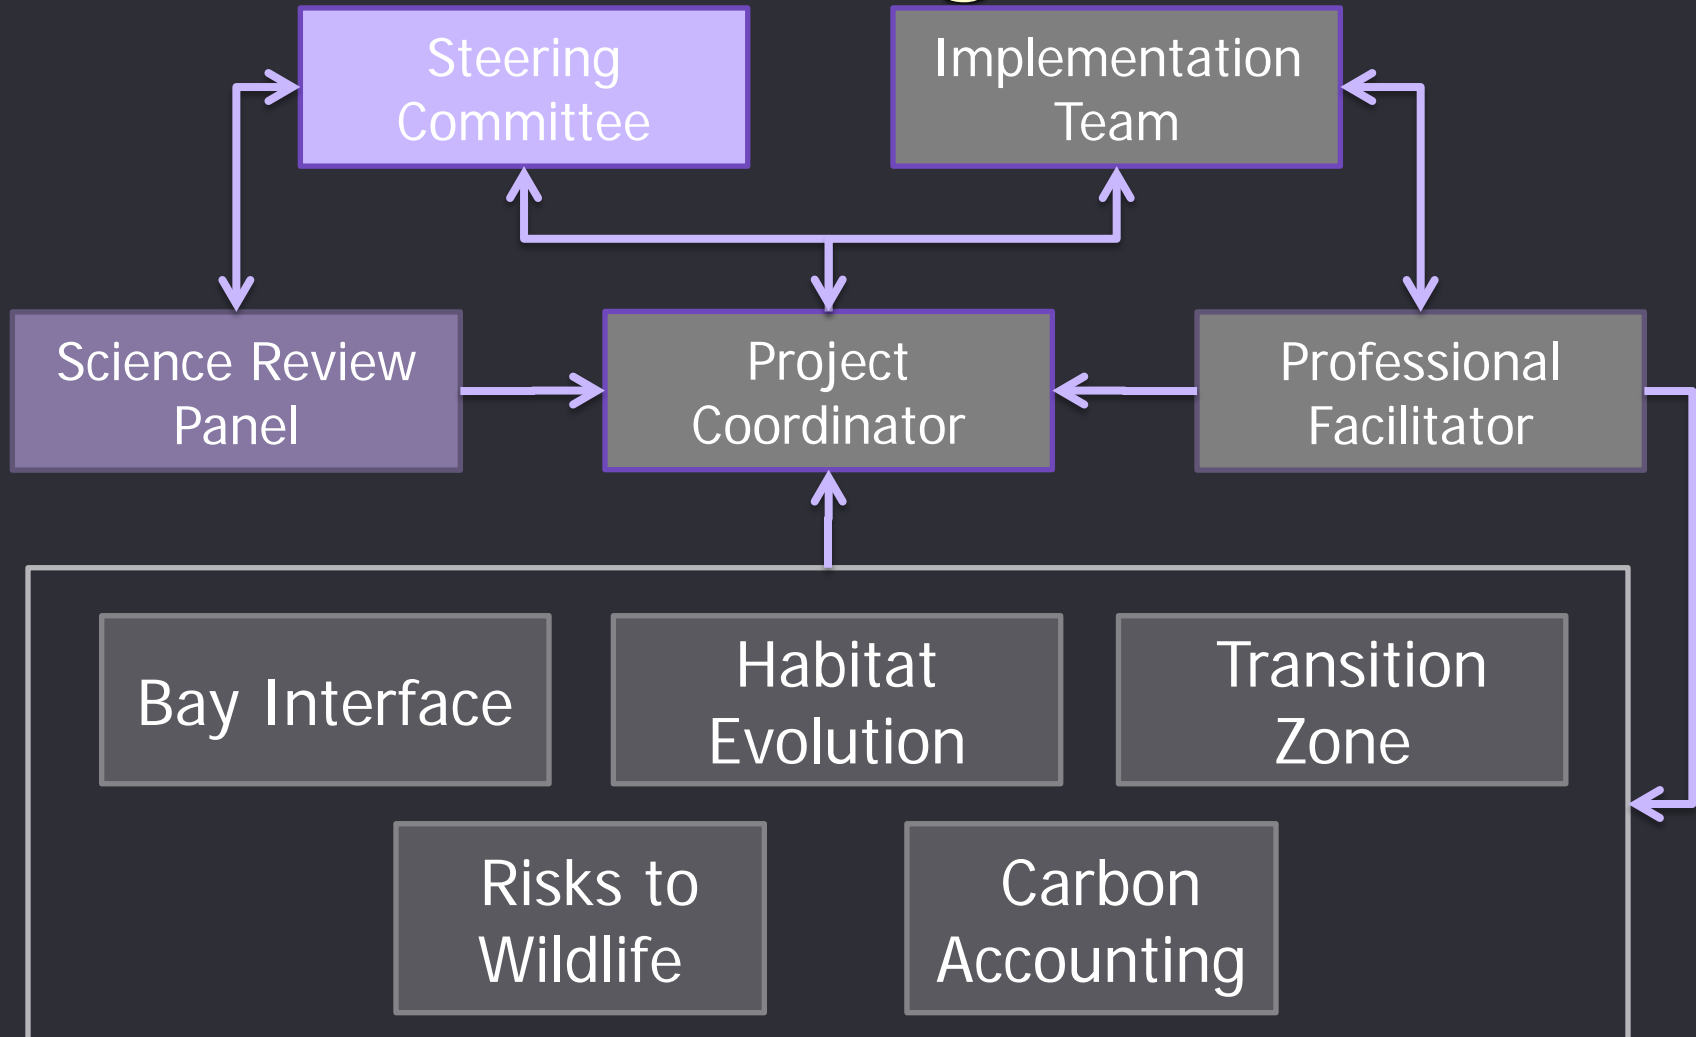 Steering
Committee
Implementation
Team
Science Review
Panel
Project
Coordinator
Professional
Facilitator
Bay Interface
Habitat
Evolution
Transition
Zone
Risks to
Wildlife
Carbon
Accounting